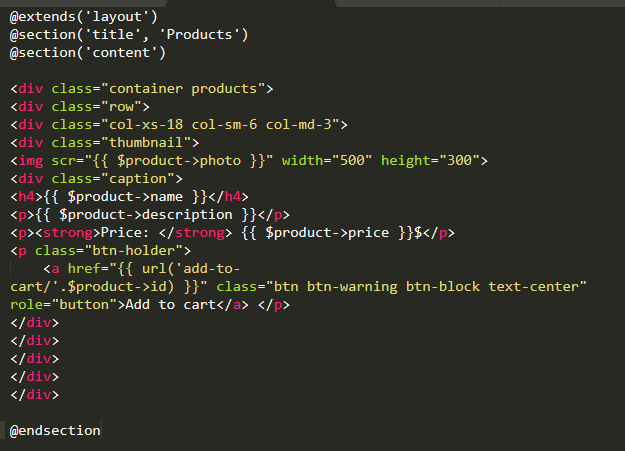 @extends('layout')
@section('title', 'Products')
@section('content')
<div class="container products">
<div class="row">
<div class="col-xs-18 col-sm-6 col-md-3">
<div class="thumbnail">
<img scr="{{ $product->photo }}" width="500" height="300">
<div class="caption">
<h4>{{ $product->name }}</h4>
<p>{{ $product->description }}</p>
<p><strong>Price: </strong> {{ $product->price }}$</p>
<p class="btn-holder">
<a href="{{ url('add-to-
cart/'.$product->id) }}" class="btn btn-warning btn-block text-center"
role="button">Add to cart</a> </p>
</div>
</div>
</div>
</div>
</div>
@endsection